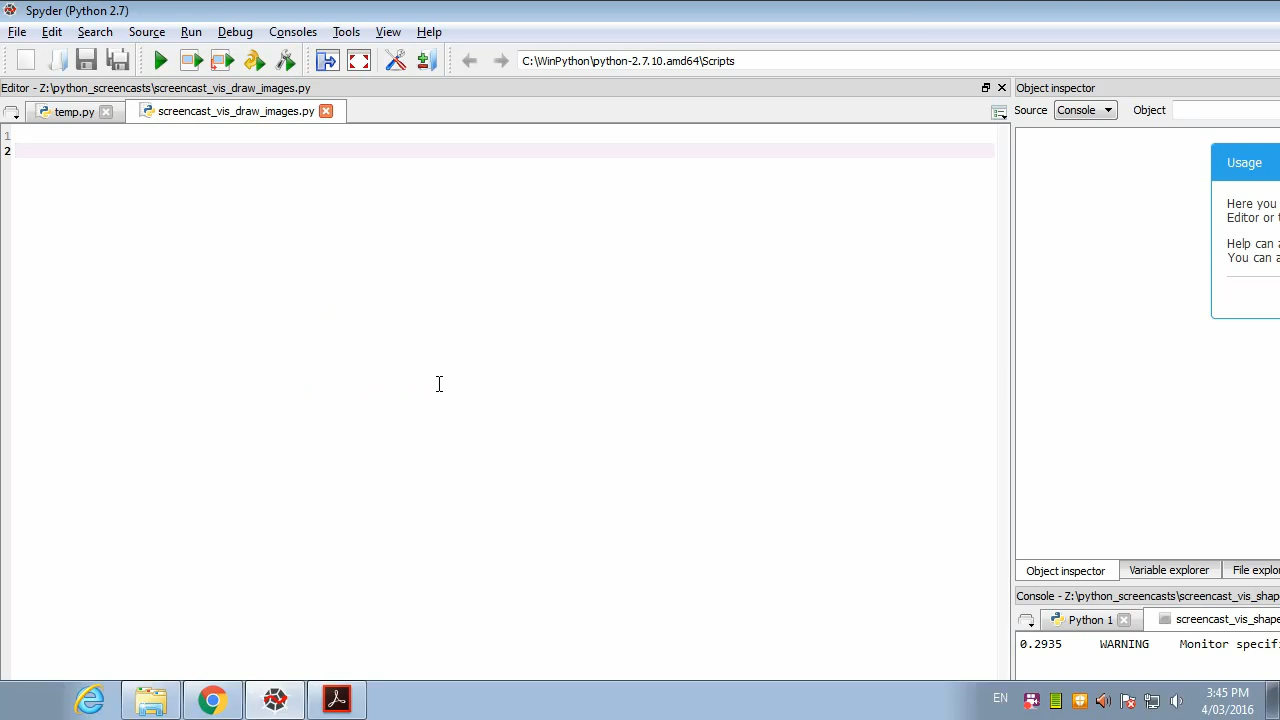 Spyder (Python 2.7)
File Edit Search Source Run Debug Consoles Tools View Help
C:\WinPython\python-2.7.10.amd64\Scripts
Editor - Z:\python_screencasts\screencast_vis_draw_images.py
Object inspector
temp.py screencast_vis_draw_images.py
Source Console Object
1
2
Usage
Here you
Editor or t
Help can a
You can a
Object inspector Variable explorer File explor
Console - Z:\python_screencasts\screencast_vis_shape
Python 1 screencast_vis_shape
0.2935 WARNING Monitor specifi
EN
3:45 PM
4/03/2016